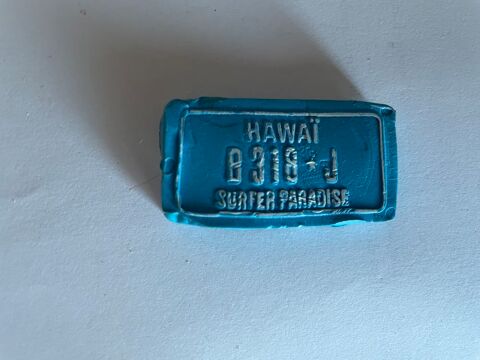 HAWAÏ
B 318 - J
SURFER PARADISE